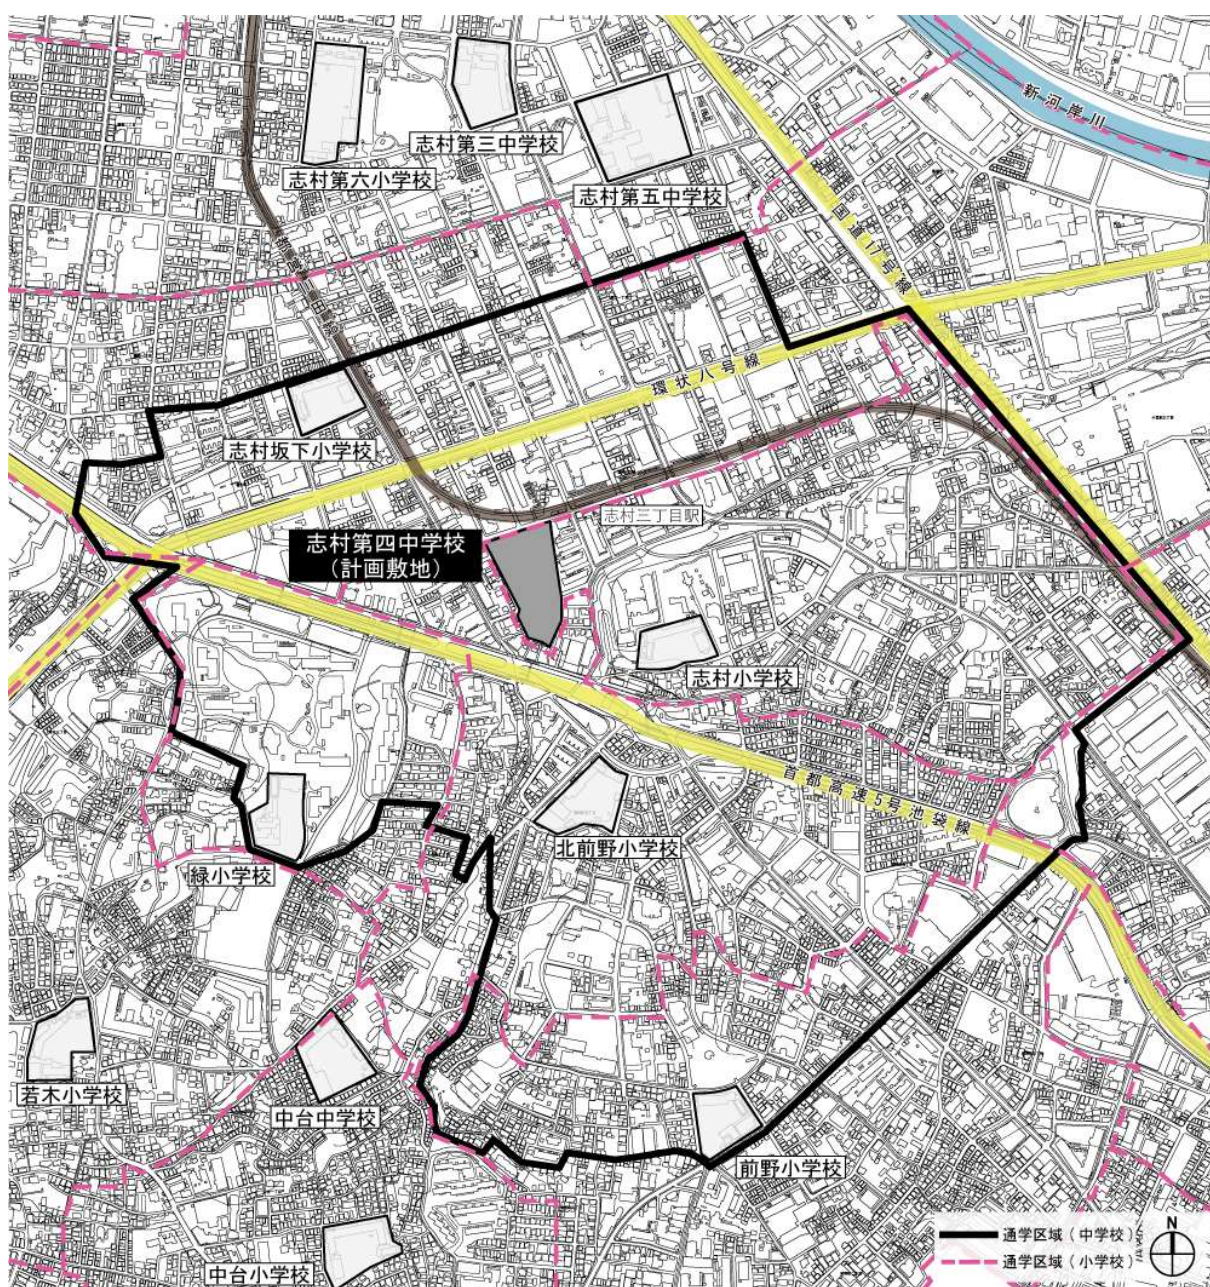 新河岸川
志村第三中学校
志村第六小学校
志村第五中学校
国道17号線
環状八号線
志村坂下小学校
志村三丁目駅
志村第四中学校
（計画敷地）
志村小学校
首都高速5号池袋線
北前野小学校
緑小学校
若木小学校
中台中学校
前野小学校
中台小学校
N
通学区域（中学校）
通学区域（小学校）